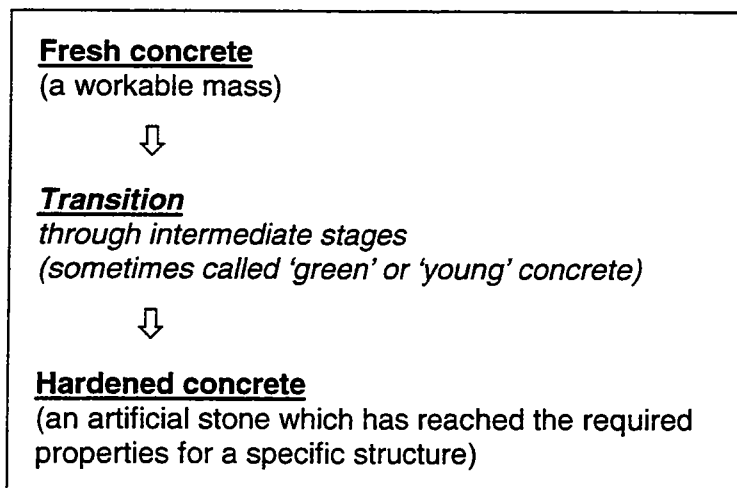 Fresh concrete
(a workable mass)
⇩
Transition
through intermediate stages
(sometimes called ‘green’ or ‘young’ concrete)
⇩
Hardened concrete
(an artificial stone which has reached the required
properties for a specific structure)